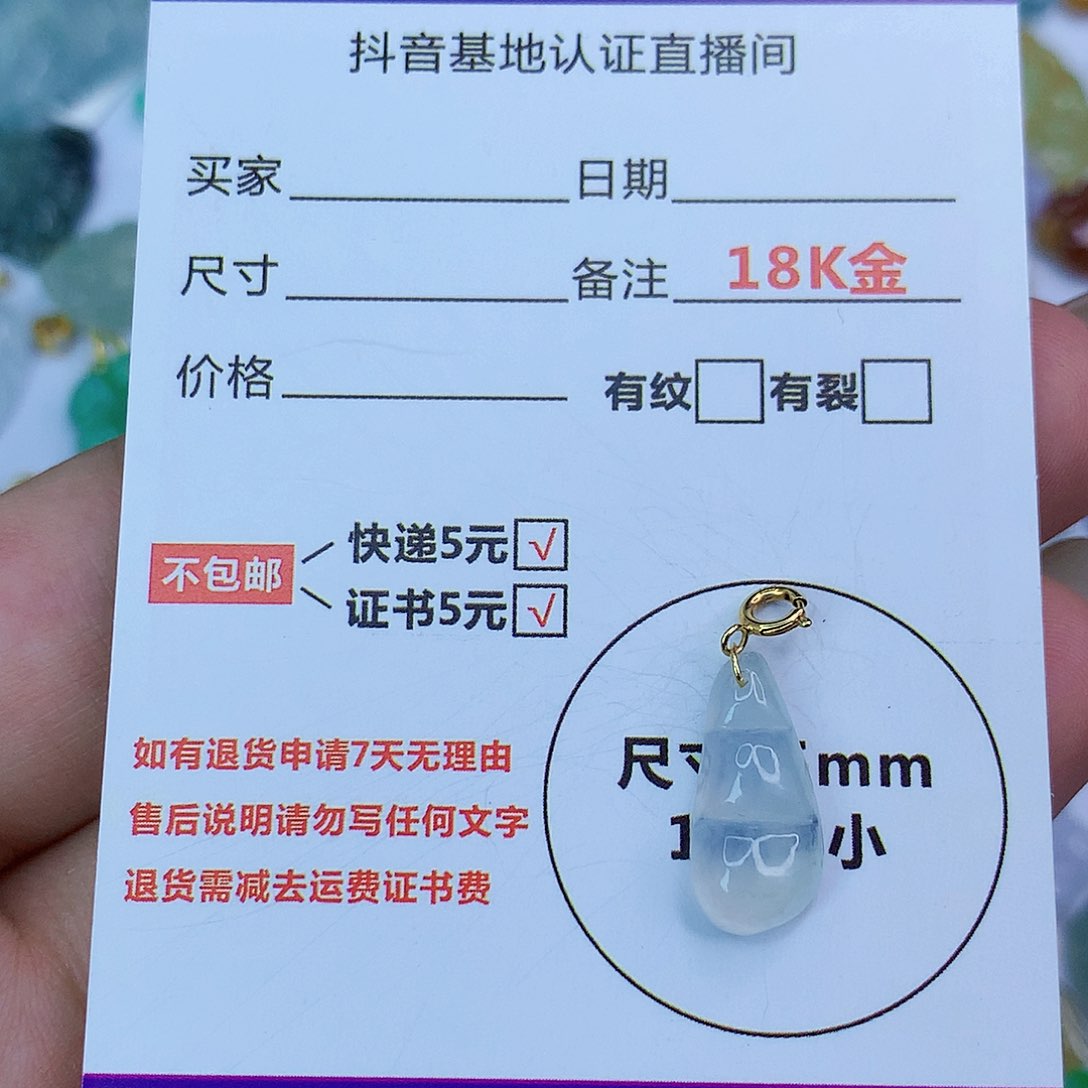 抖音基地认证直播间
买家 日期
尺寸 备注 18K金
价格 有纹 有裂
不包邮
快递5元 √
证书5元 √
如有退货申请7天无理由
售后说明请勿写任何文字
退货需减去运费证书费
尺 mm
小